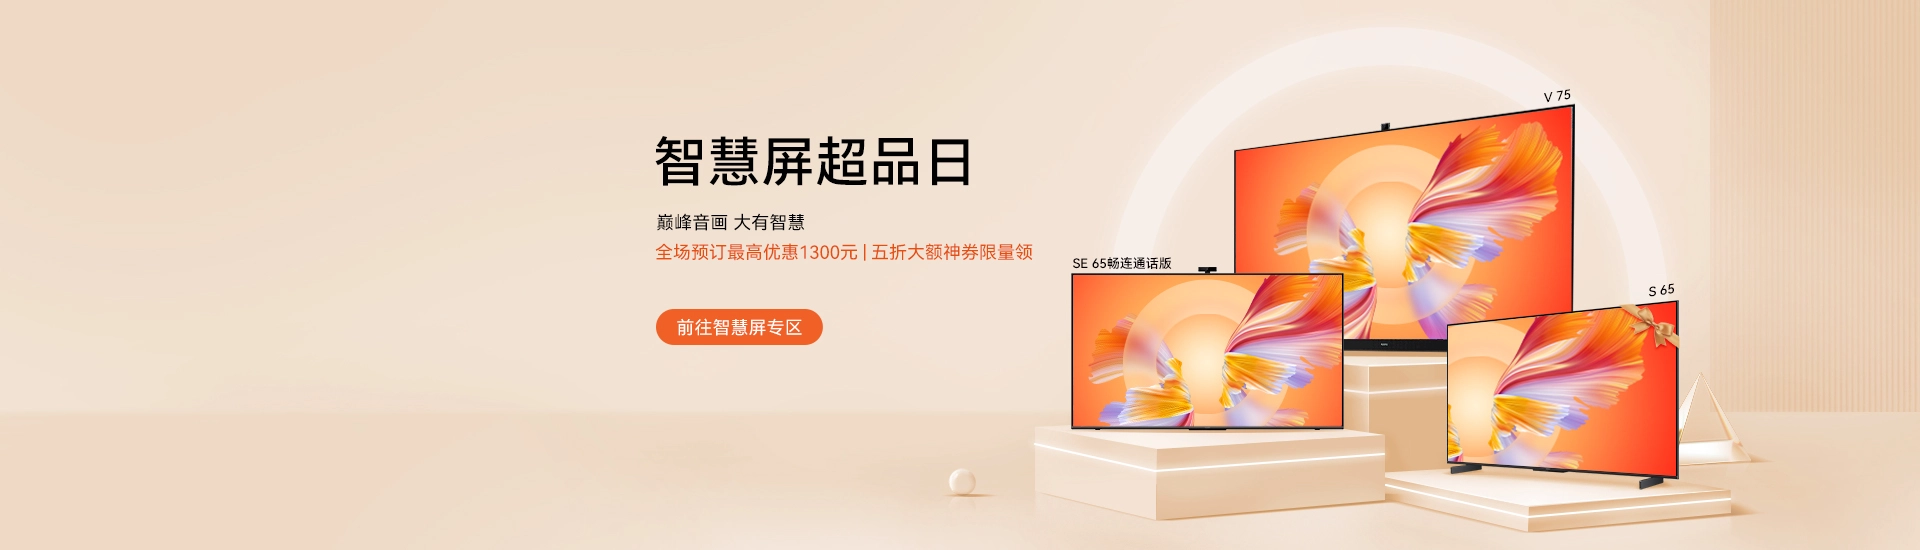 智慧屏超品日
巅峰音画 大有智慧
全场预订最高优惠1300元 | 五折大额神券限量领
前往智慧屏专区
V 75
SE 65畅连通话版
S 65